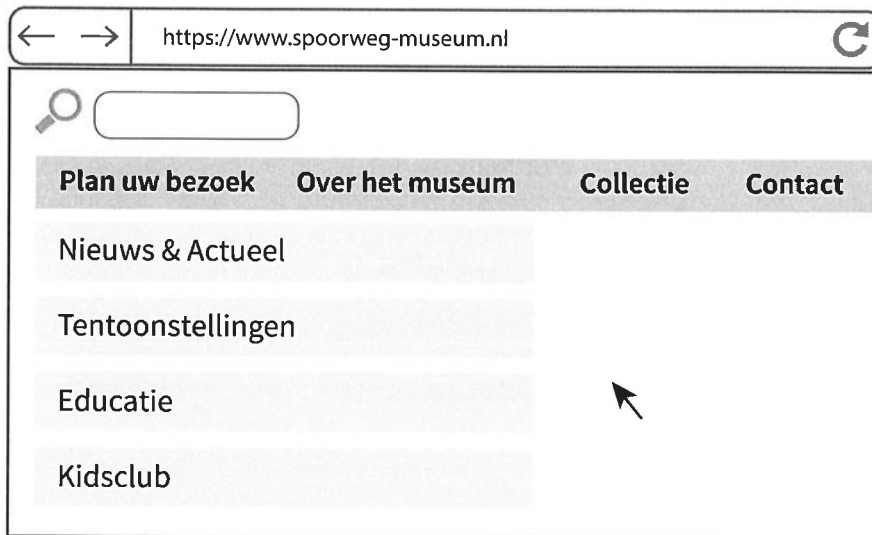 https://www.spoorweg-museum.nl
Plan uw bezoek Over het museum Collectie Contact
Nieuws & Actueel
Tentoonstellingen
Educatie
Kidsclub